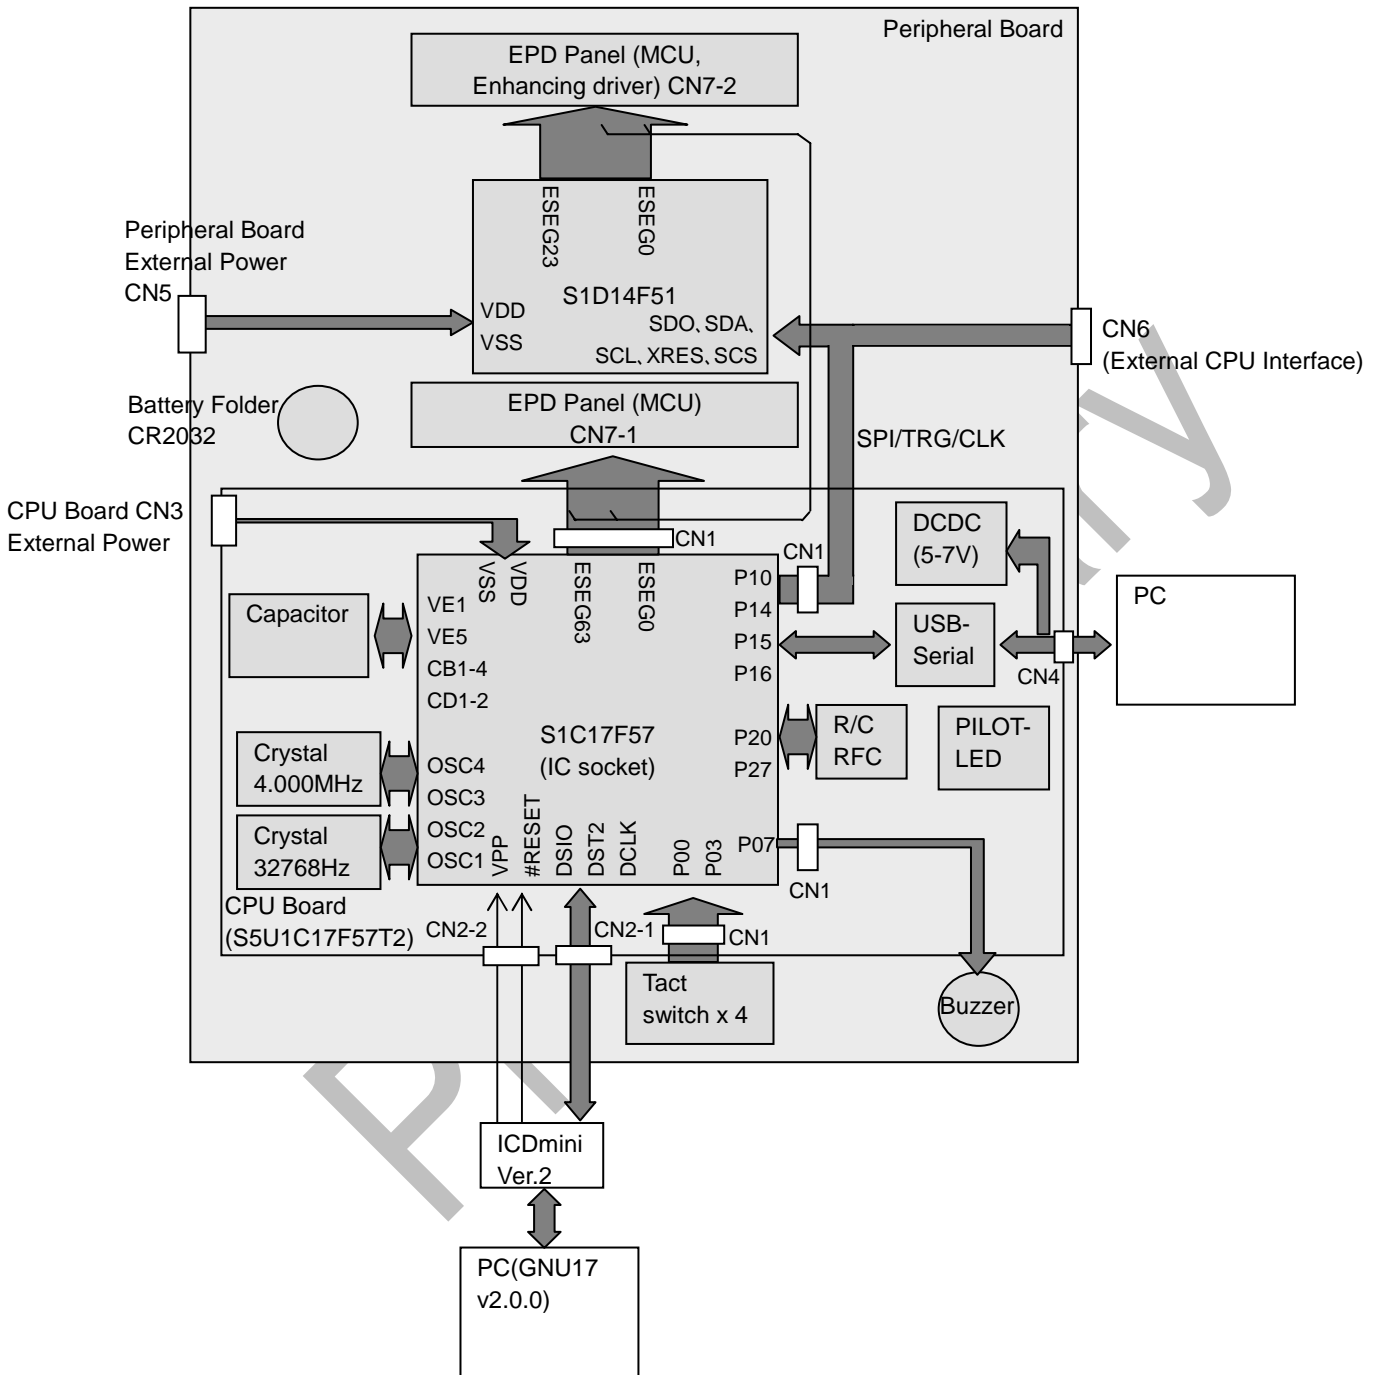 Peripheral Board
EPD Panel (MCU,
Enhancing driver) CN7-2
ESEG23
ESEG0
Peripheral Board
External Power
CN5
S1D14F51
VDD
VSS
SDO、SDA、
SCL、XRES、SCS
CN6
(External CPU Interface)
Battery Folder
CR2032
EPD Panel (MCU)
CN7-1
SPI/TRG/CLK
CPU Board CN3
External Power
CN1
CN1
DCDC
(5-7V)
VSS
VDD
ESEG63
ESEG0
P10
P14
P15
P16
PC
Capacitor
VE1
VE5
CB1-4
CD1-2
USB-
Serial
CN4
S1C17F57
(IC socket)
P20
P27
R/C
RFC
PILOT-
LED
Crystal
4.000MHz
OSC4
OSC3
OSC2
OSC1
Crystal
32768Hz
VPP
#RESET
DSIO
DST2
DCLK
P00
P03
P07
CN1
CPU Board
(S5U1C17F57T2)
CN2-2
CN2-1
CN1
Tact
switch x 4
Buzzer
ICDmini
Ver.2
PC(GNU17
v2.0.0)